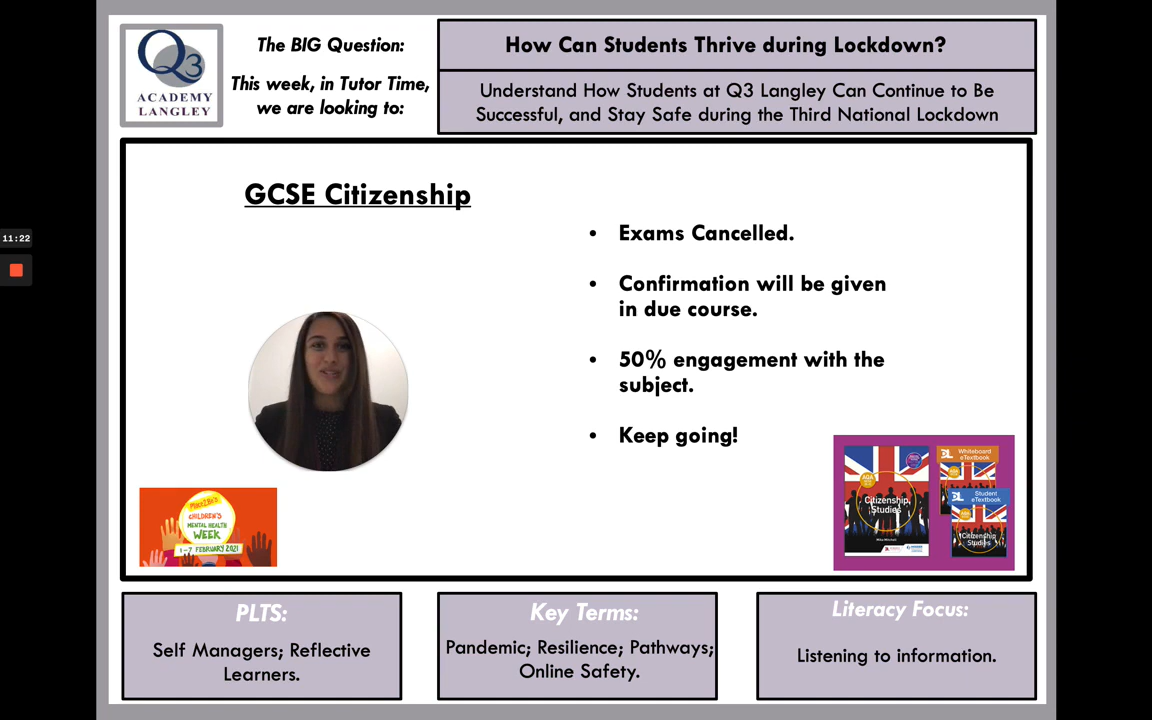 Q3
ACADEMY
LANGLEY
The BIG Question:
This week, in Tutor Time,
we are looking to:
How Can Students Thrive during Lockdown?
Understand How Students at Q3 Langley Can Continue to Be
Successful, and Stay Safe during the Third National Lockdown
11:22
GCSE Citizenship
• Exams Cancelled.
• Confirmation will be given
in due course.
• 50% engagement with the
subject.
• Keep going!
CHILDREN'S
MENTAL HEALTH
WEEK
1-7 FEBRUARY 2021
AQA
Citizenship
Studies
Mike Mitchell
Whiteboard
eTextbook
Student
eTextbook
Citizenship
Studies
PLTS:
Self Managers; Reflective
Learners.
Key Terms:
Pandemic; Resilience; Pathways;
Online Safety.
Literacy Focus:
Listening to information.